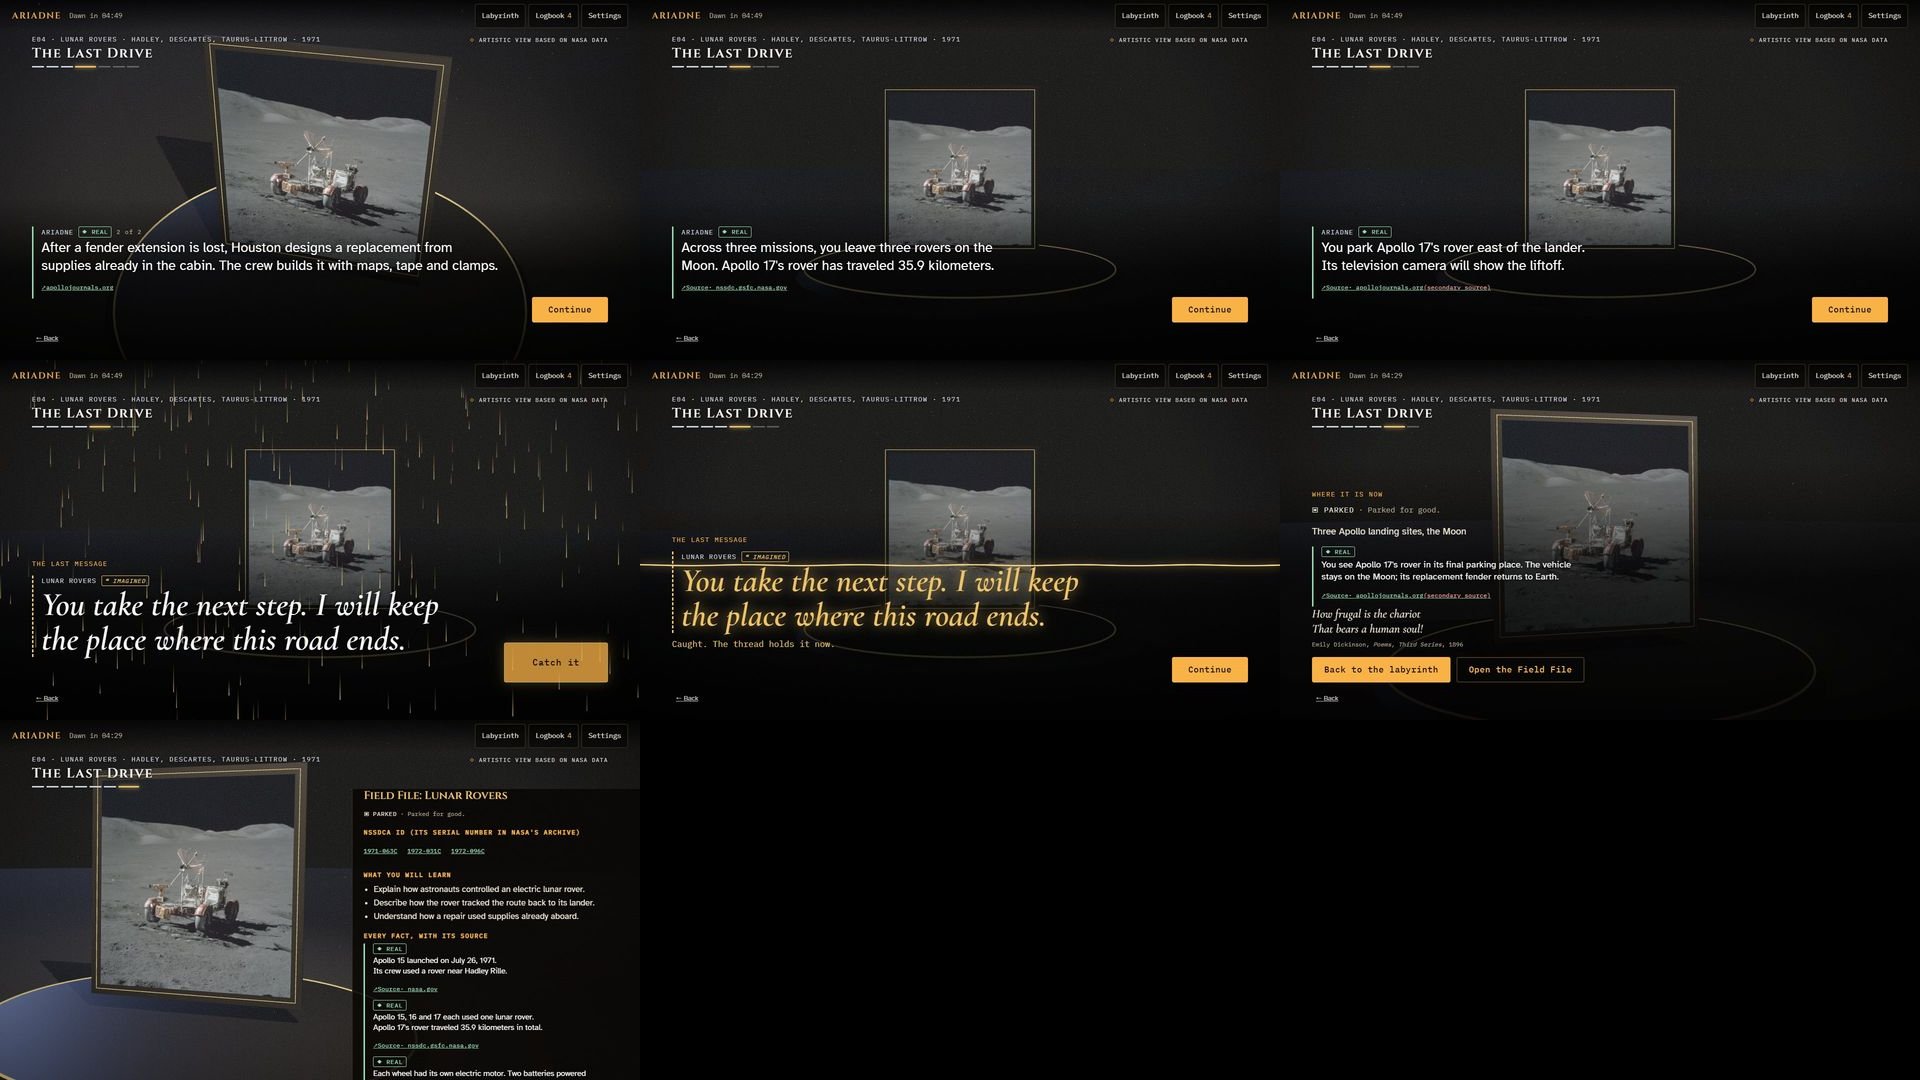 ARIADNE Dawn in 04:49
Labyrinth Logbook 4 Settings
E04 · LUNAR ROVERS · HADLEY, DESCARTES, TAURUS-LITTROW · 1971
ARTISTIC VIEW BASED ON NASA DATA
THE LAST DRIVE
ARIADNE REAL 2 of 2
After a fender extension is lost, Houston designs a replacement from
supplies already in the cabin. The crew builds it with maps, tape and clamps.
↗apollojournals.org
Continue
← Back
ARIADNE Dawn in 04:49
Labyrinth Logbook 4 Settings
E04 · LUNAR ROVERS · HADLEY, DESCARTES, TAURUS-LITTROW · 1971
ARTISTIC VIEW BASED ON NASA DATA
THE LAST DRIVE
ARIADNE REAL
Across three missions, you leave three rovers on the
Moon. Apollo 17's rover has traveled 35.9 kilometers.
↗Source· nssdc.gsfc.nasa.gov
Continue
← Back
ARIADNE Dawn in 04:49
Labyrinth Logbook 4 Settings
E04 · LUNAR ROVERS · HADLEY, DESCARTES, TAURUS-LITTROW · 1971
ARTISTIC VIEW BASED ON NASA DATA
THE LAST DRIVE
ARIADNE REAL
You park Apollo 17's rover east of the lander.
Its television camera will show the liftoff.
↗Source· apollojournals.org(secondary source)
Continue
← Back
ARIADNE Dawn in 04:49
Labyrinth Logbook 4 Settings
E04 · LUNAR ROVERS · HADLEY, DESCARTES, TAURUS-LITTROW · 1971
ARTISTIC VIEW BASED ON NASA DATA
THE LAST DRIVE
THE LAST MESSAGE
LUNAR ROVERS IMAGINED
You take the next step. I will keep
the place where this road ends.
Catch it
← Back
ARIADNE Dawn in 04:29
Labyrinth Logbook 4 Settings
E04 · LUNAR ROVERS · HADLEY, DESCARTES, TAURUS-LITTROW · 1971
ARTISTIC VIEW BASED ON NASA DATA
THE LAST DRIVE
THE LAST MESSAGE
LUNAR ROVERS IMAGINED
You take the next step. I will keep
the place where this road ends.
Caught. The thread holds it now.
Continue
← Back
ARIADNE Dawn in 04:29
Labyrinth Logbook 4 Settings
E04 · LUNAR ROVERS · HADLEY, DESCARTES, TAURUS-LITTROW · 1971
ARTISTIC VIEW BASED ON NASA DATA
THE LAST DRIVE
WHERE IT IS NOW
PARKED · Parked for good.
Three Apollo landing sites, the Moon
REAL
You see Apollo 17's rover in its final parking place. The vehicle
stays on the Moon; its replacement fender returns to Earth.
↗Source· apollojournals.org(secondary source)
How frugal is the chariot
That bears a human soul!
Emily Dickinson, Poems, Third Series, 1896
Back to the labyrinth Open the Field File
← Back
ARIADNE Dawn in 04:29
Labyrinth Logbook 4 Settings
E04 · LUNAR ROVERS · HADLEY, DESCARTES, TAURUS-LITTROW · 1971
ARTISTIC VIEW BASED ON NASA DATA
THE LAST DRIVE
FIELD FILE: LUNAR ROVERS
PARKED · Parked for good.
NSSDCA ID (ITS SERIAL NUMBER IN NASA'S ARCHIVE)
1971-063C 1972-031C 1972-096C
WHAT YOU WILL LEARN
• Explain how astronauts controlled an electric lunar rover.
• Describe how the rover tracked the route back to its lander.
• Understand how a repair used supplies already aboard.
EVERY FACT, WITH ITS SOURCE
REAL
Apollo 15 launched on July 26, 1971.
Its crew used a rover near Hadley Rille.
↗Source· nasa.gov
REAL
Apollo 15, 16 and 17 each used one lunar rover.
Apollo 17's rover traveled 35.9 kilometers in total.
↗Source· nssdc.gsfc.nasa.gov
REAL
Each wheel had its own electric motor. Two batteries powered